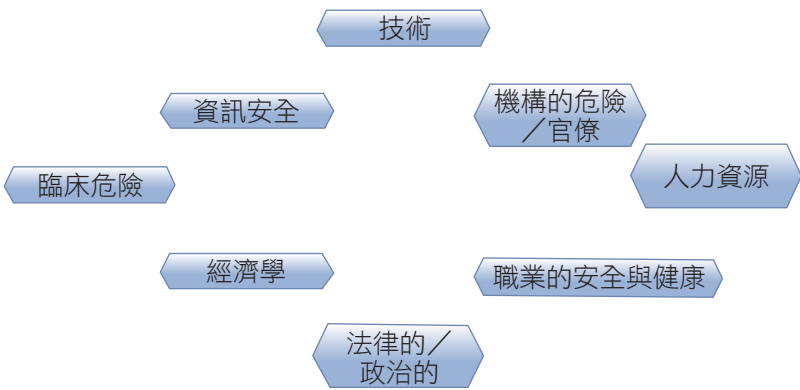 技術
資訊安全
機構的危險
／官僚
人力資源
臨床危險
經濟學
職業的安全與健康
法律的／
政治的